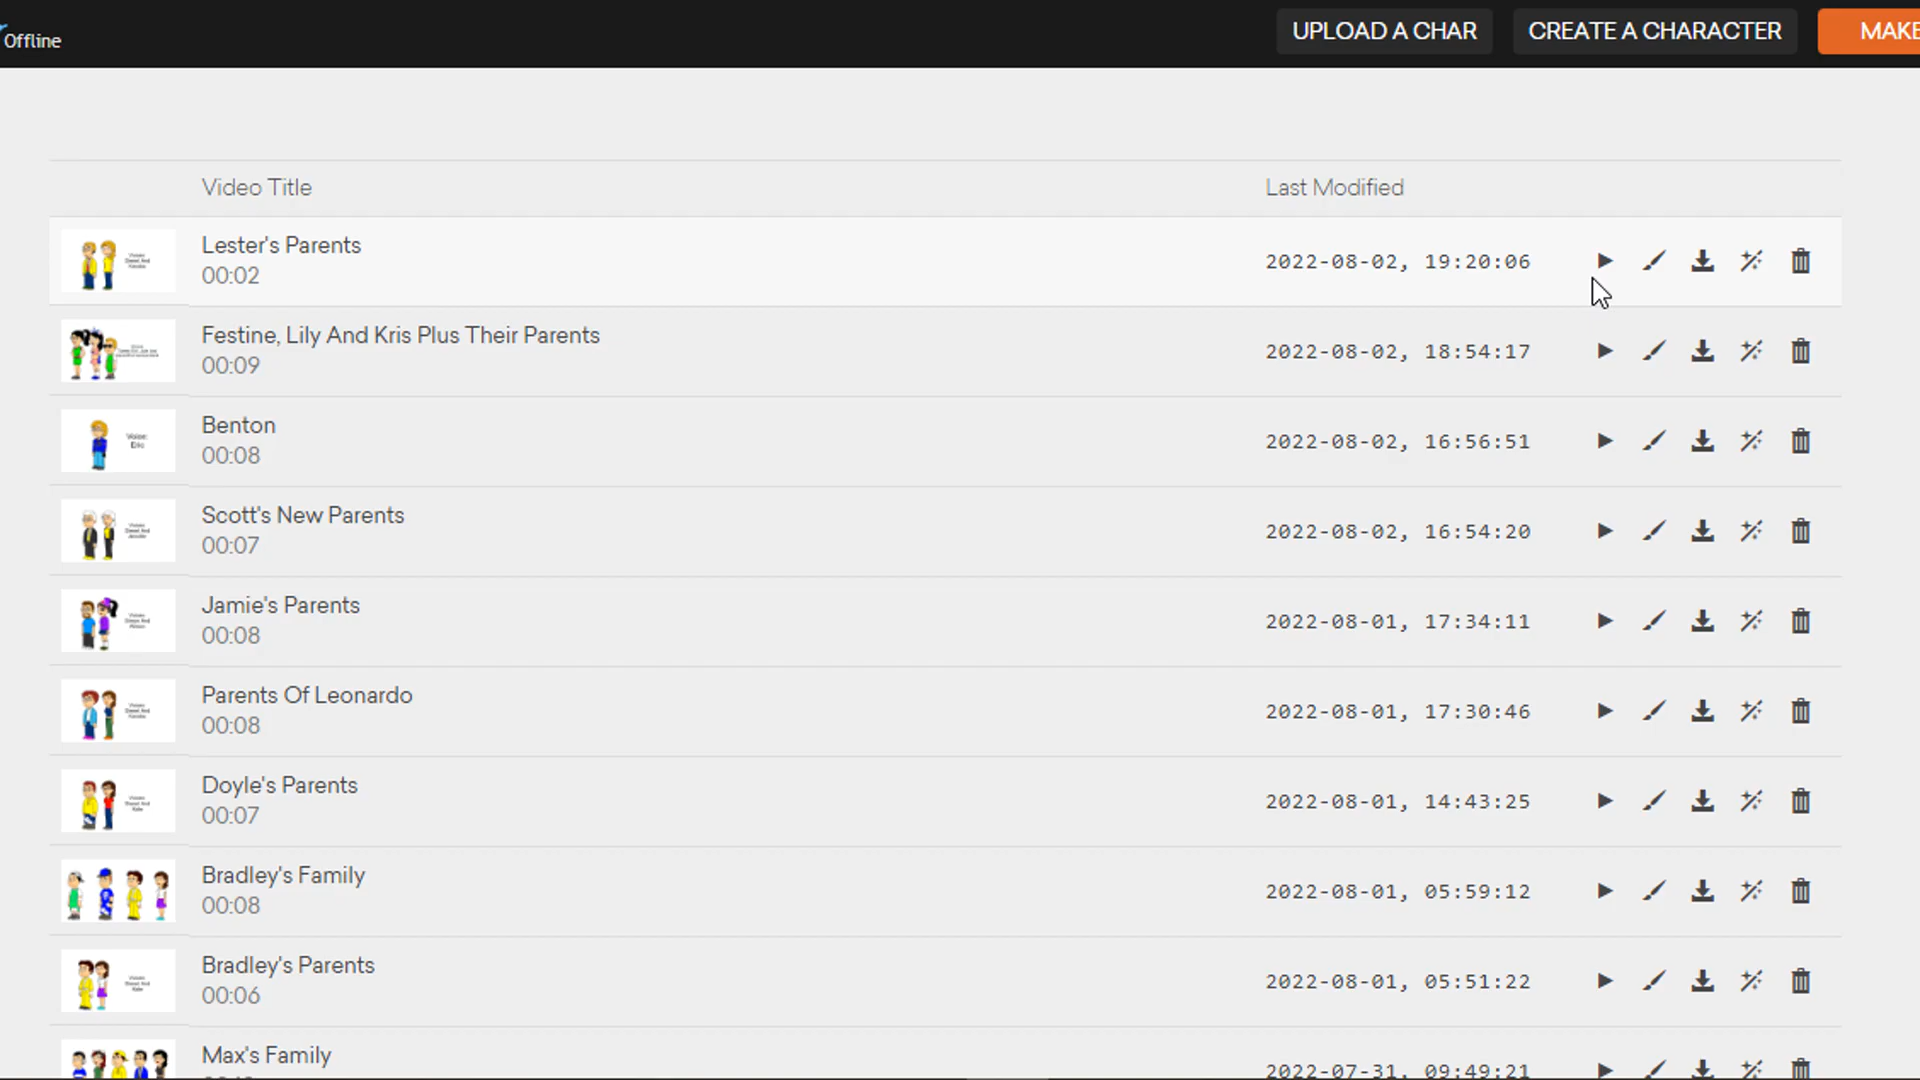 Offline
UPLOAD A CHAR
CREATE A CHARACTER
MAKE
Video Title
Last Modified
Lester's Parents
00:02
2022-08-02, 19:20:06
Festine, Lily And Kris Plus Their Parents
00:09
2022-08-02, 18:54:17
Benton
00:08
2022-08-02, 16:56:51
Voice:
Eric
Scott's New Parents
00:07
2022-08-02, 16:54:20
Jamie's Parents
00:08
2022-08-01, 17:34:11
Parents Of Leonardo
00:08
2022-08-01, 17:30:46
Doyle's Parents
00:07
2022-08-01, 14:43:25
Bradley's Family
00:08
2022-08-01, 05:59:12
Bradley's Parents
00:06
2022-08-01, 05:51:22
Max's Family
2022-07-31, 09:49:21